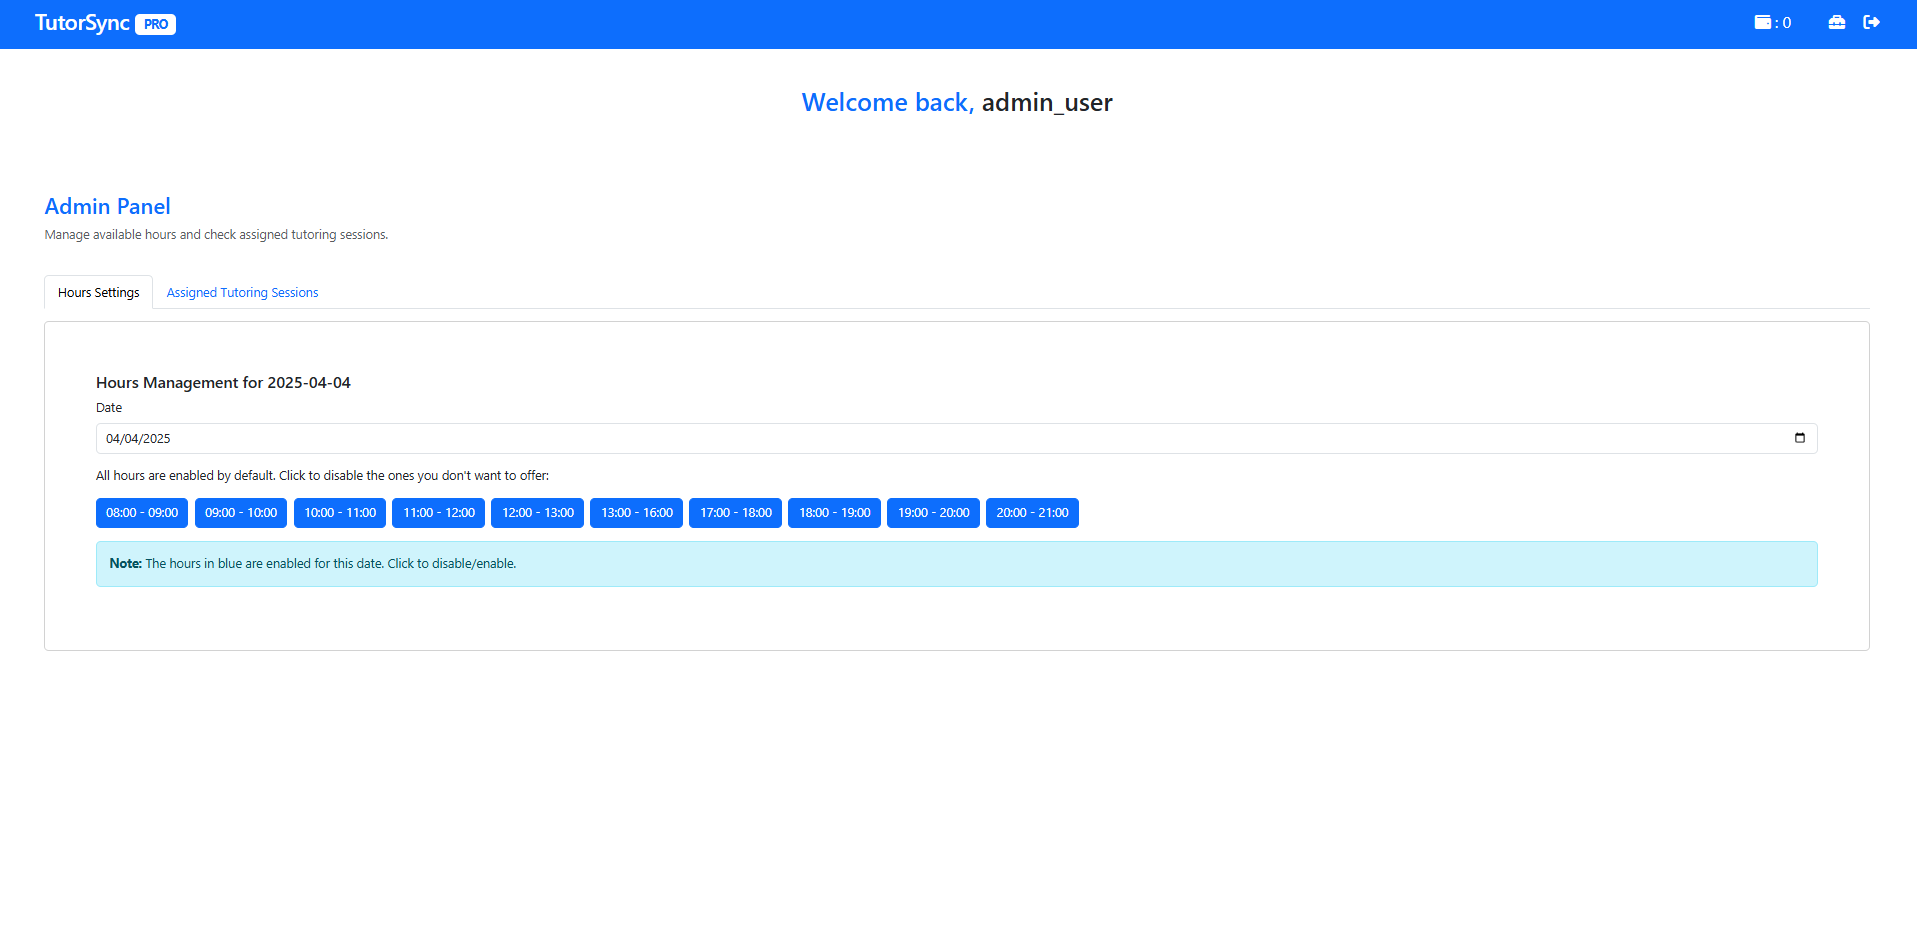 TutorSync PRO
: 0
Welcome back, admin_user
Admin Panel
Manage available hours and check assigned tutoring sessions.
Hours Settings Assigned Tutoring Sessions
Hours Management for 2025-04-04
Date
04/04/2025
All hours are enabled by default. Click to disable the ones you don't want to offer:
08:00 - 09:00 09:00 - 10:00 10:00 - 11:00 11:00 - 12:00 12:00 - 13:00 13:00 - 16:00 17:00 - 18:00 18:00 - 19:00 19:00 - 20:00 20:00 - 21:00
Note: The hours in blue are enabled for this date. Click to disable/enable.